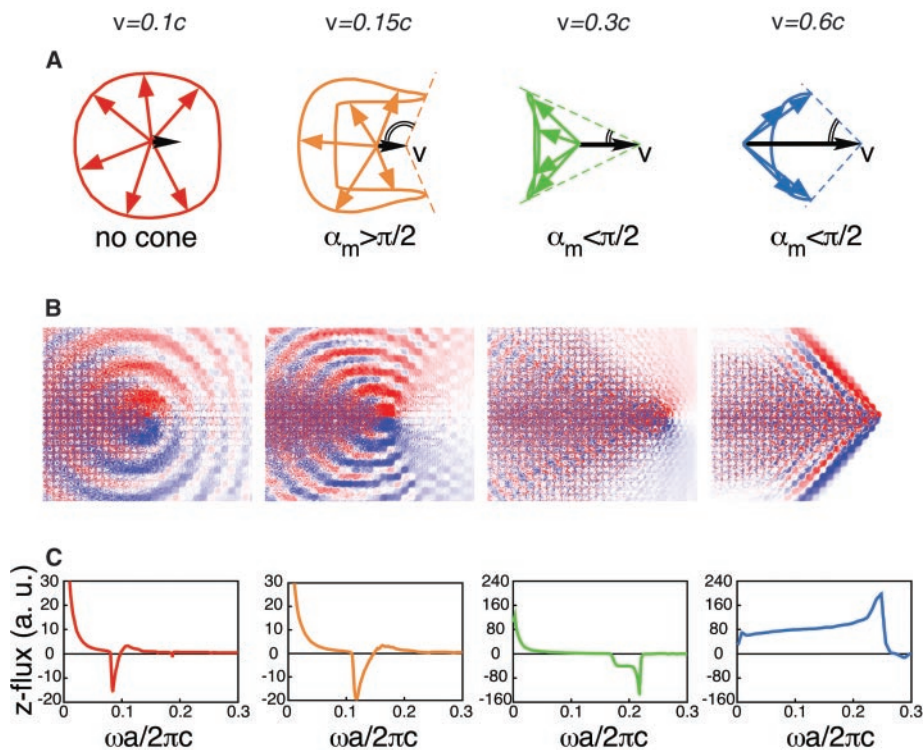 v=0.1c v=0.15c v=0.3c v=0.6c
A
v v v
no cone αm>π/2 αm<π/2 αm<π/2
B
C
z-flux (a. u.)
30 30 240 240
20 20 160 160
10 10 80 80
0 0 0 0
-10 -10 -80 -80
-20 -20 -160 -160
0 0.1 0.2 0.3 0 0.1 0.2 0.3 0 0.1 0.2 0.3 0 0.1 0.2 0.3
ωa/2πc ωa/2πc ωa/2πc ωa/2πc